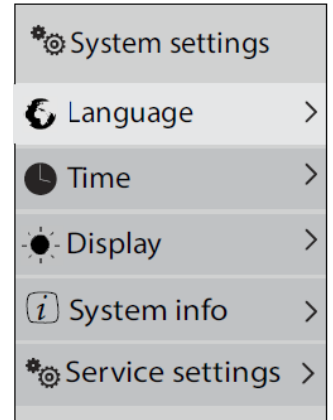 System settings
Language
Time
Display
System info
Service settings